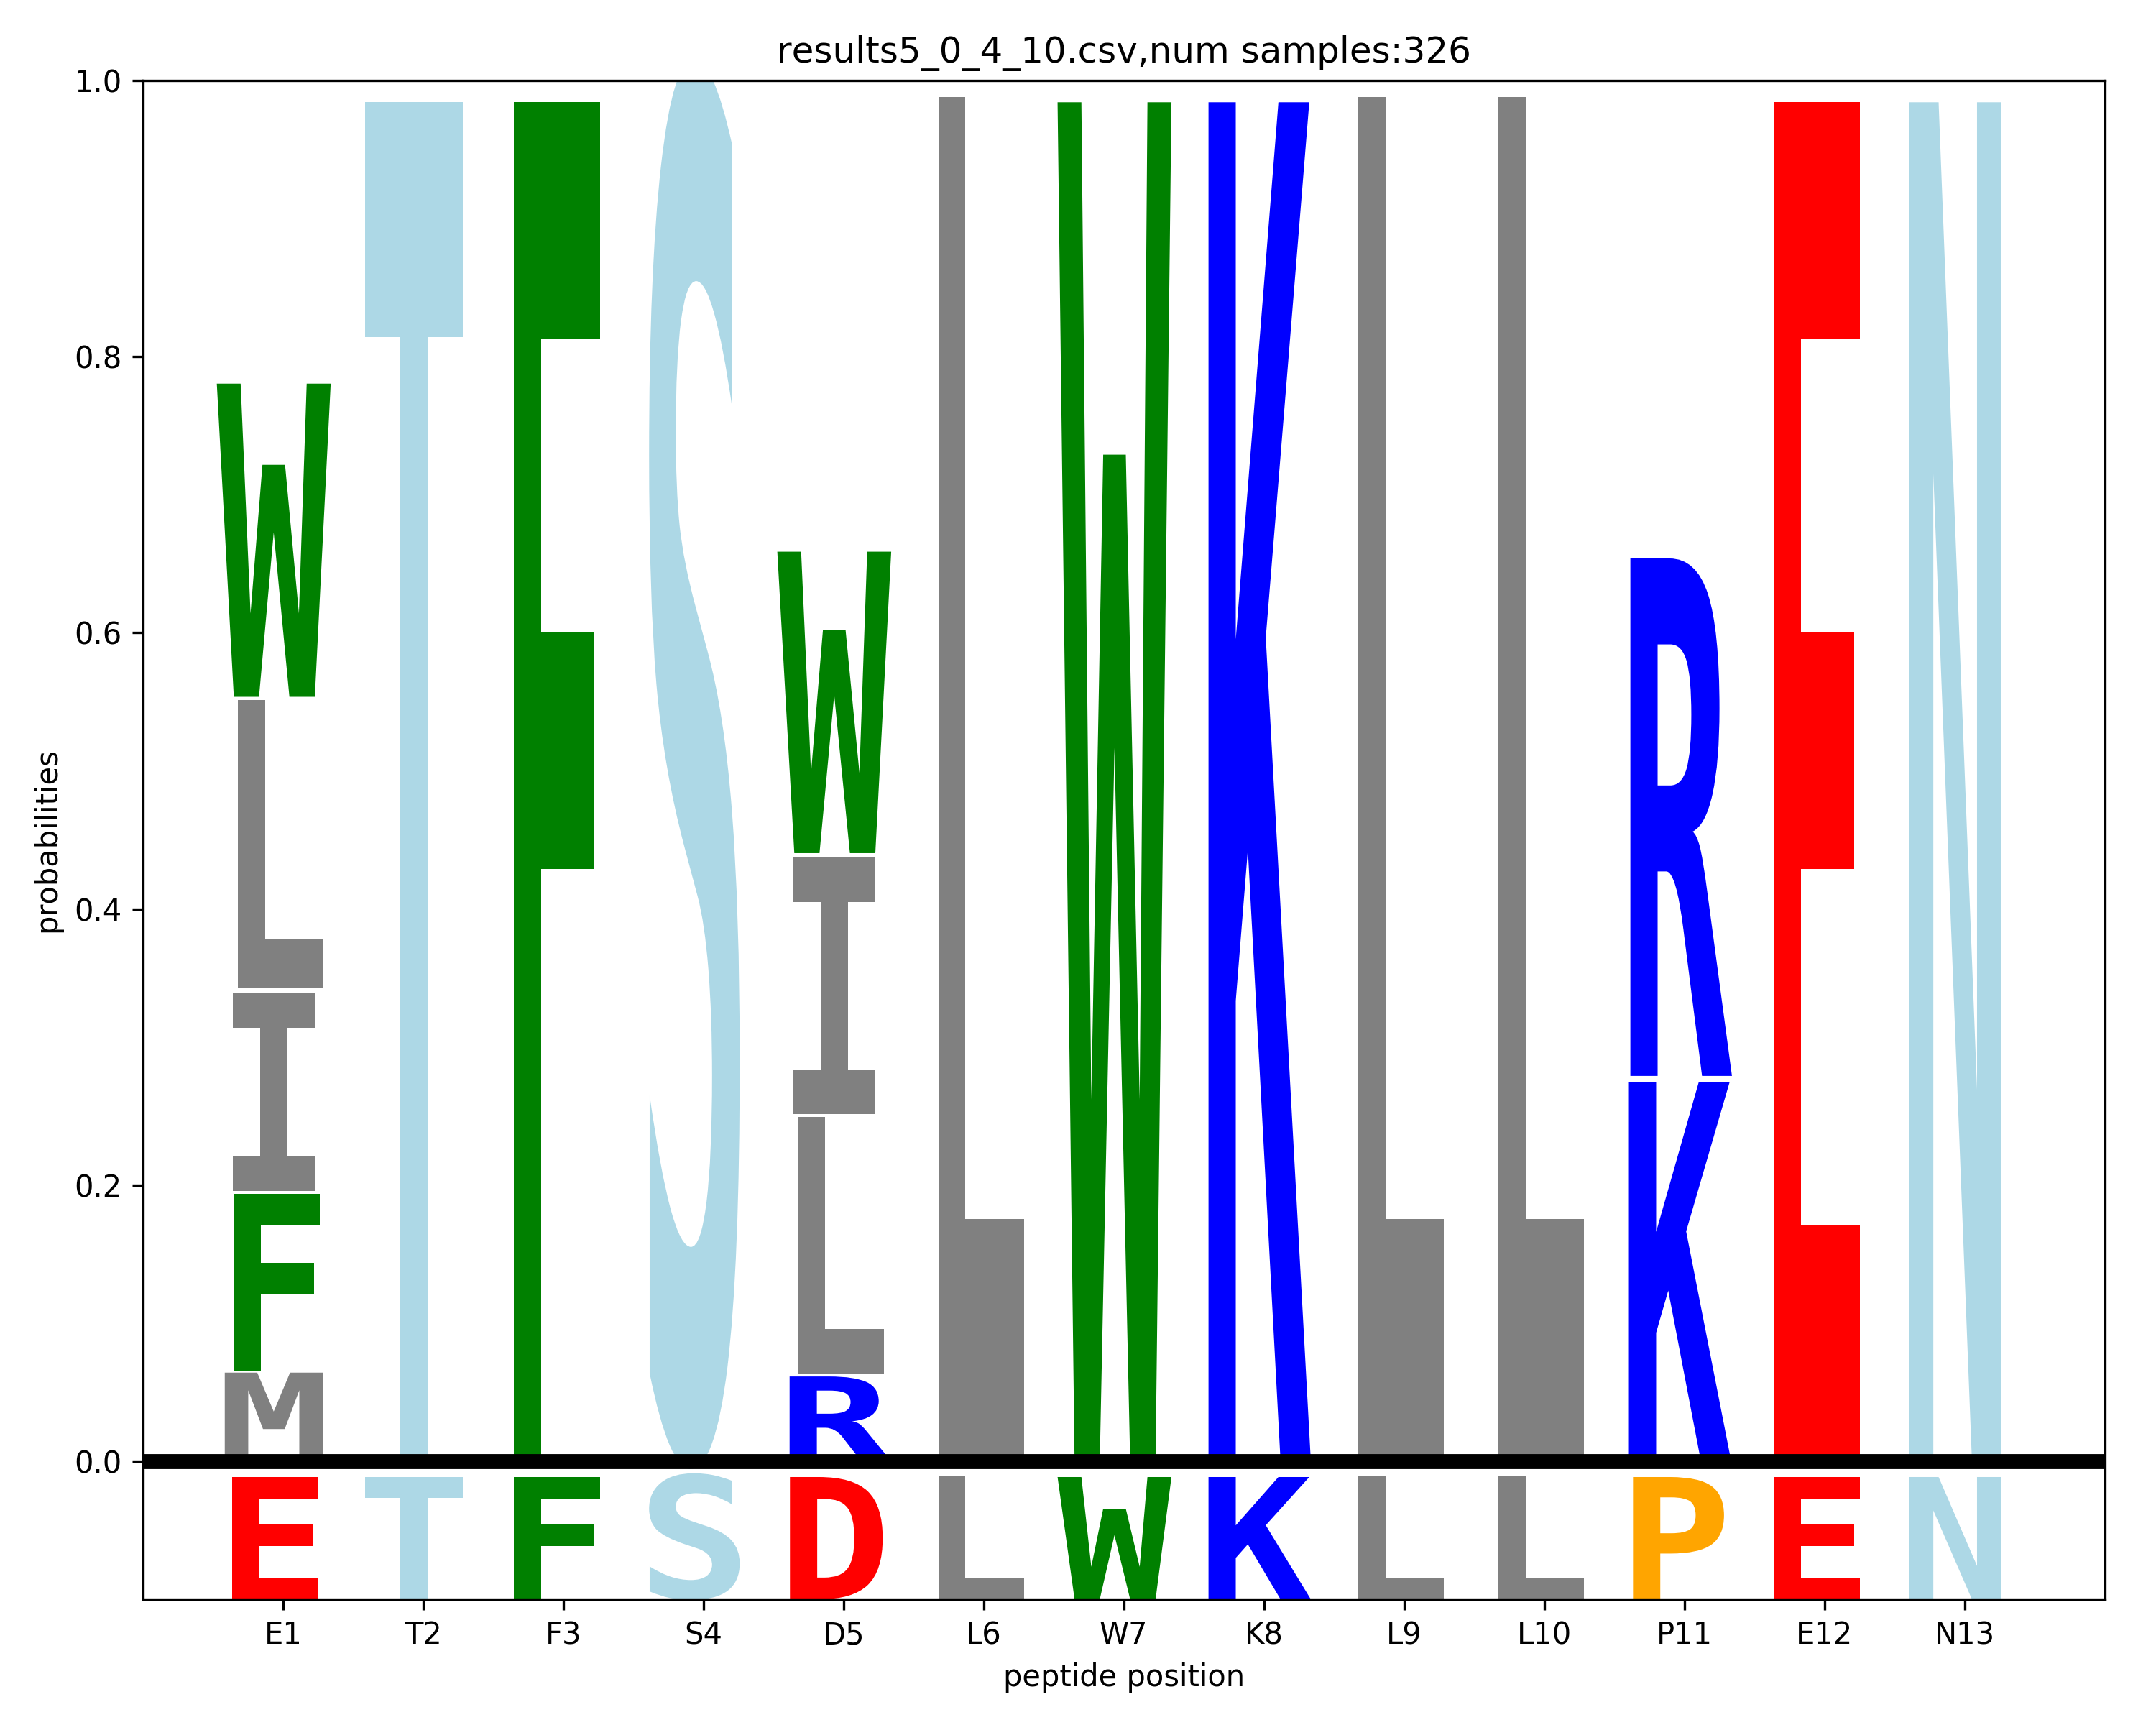 results5_0_4_10.csv,num samples:326
probabilities
1.0
0.8
0.6
0.4
0.2
0.0
W L I F M
T
F
S
W I L R
L
W
K
L
L
R K
E
N
E T F S D L W K L L P E N
E1 T2 F3 S4 D5 L6 W7 K8 L9 L10 P11 E12 N13
peptide position